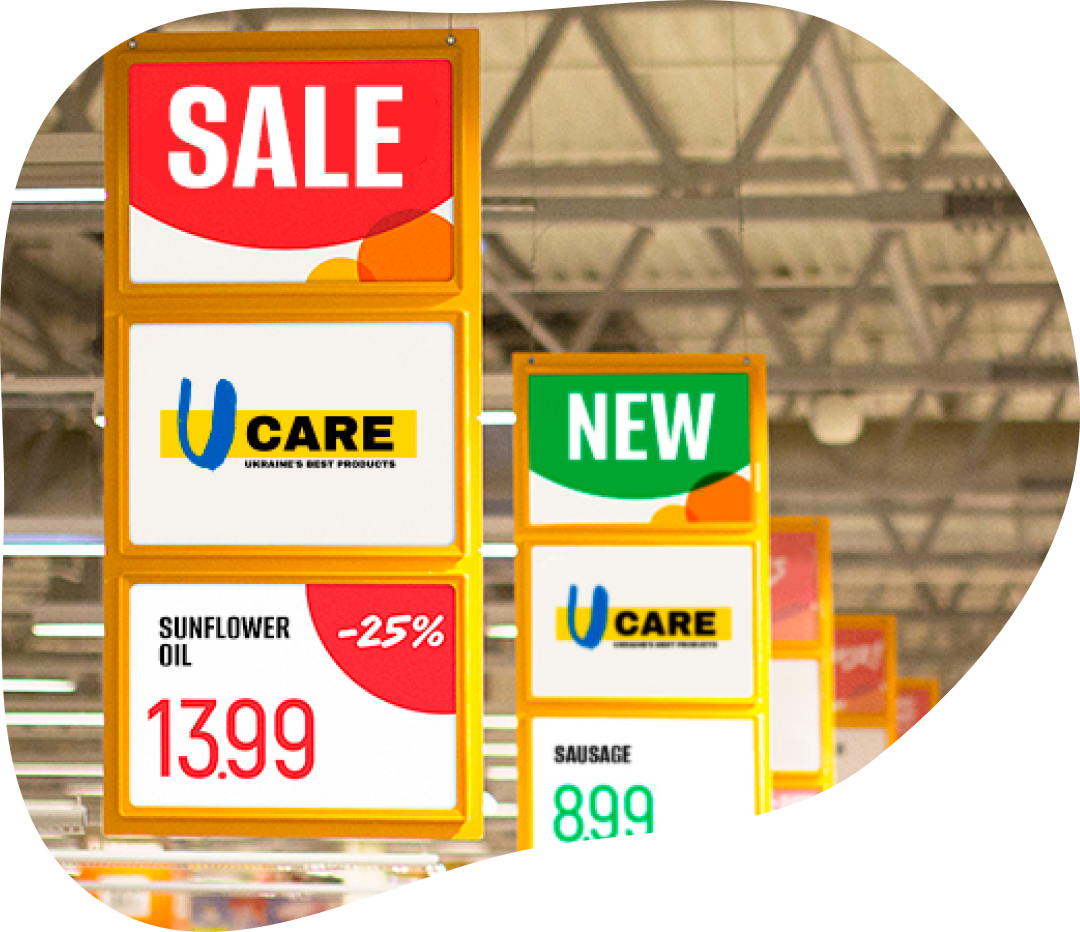 SALE
U CARE
UKRAINE'S BEST PRODUCTS
SUNFLOWER
OIL
-25%
13.99
NEW
U CARE
UKRAINE'S BEST PRODUCTS
SAUSAGE
8.99